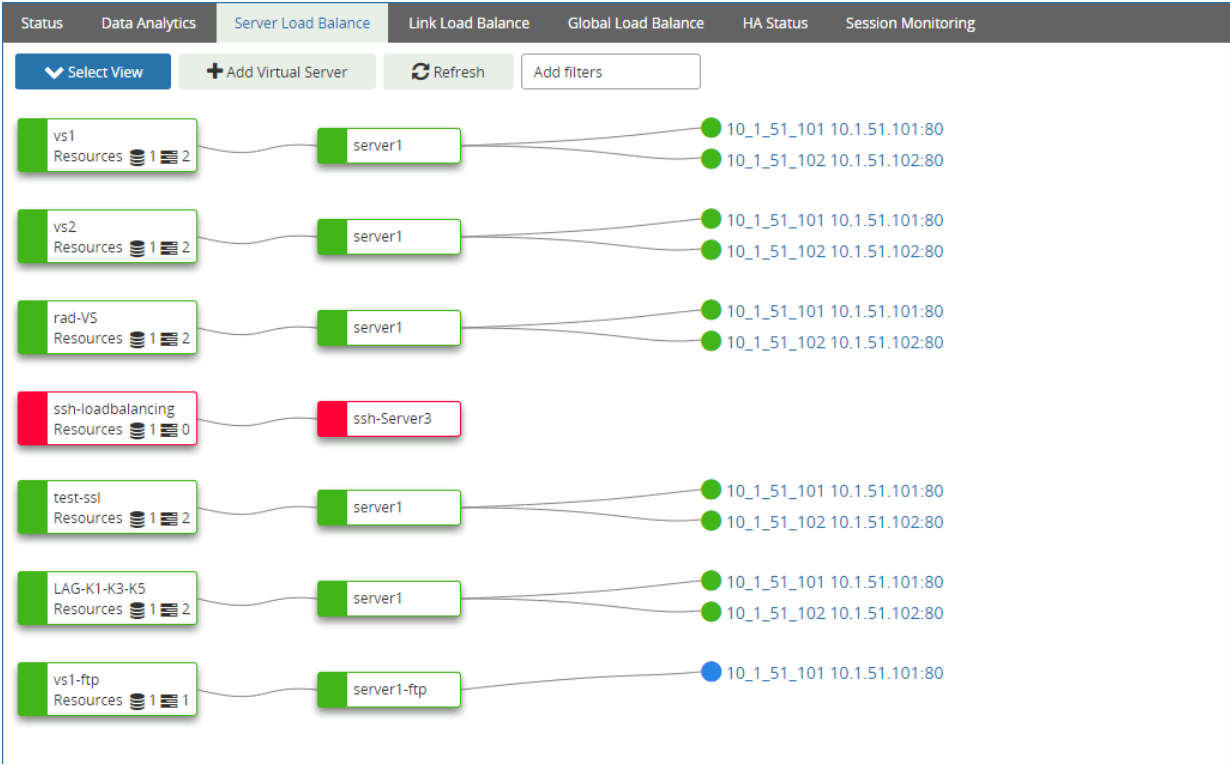 Status Data Analytics Server Load Balance Link Load Balance Global Load Balance HA Status Session Monitoring
Select View Add Virtual Server Refresh Add filters
vs1
Resources 1 2
server1
10_1_51_101 10.1.51.101:80
10_1_51_102 10.1.51.102:80
vs2
Resources 1 2
server1
10_1_51_101 10.1.51.101:80
10_1_51_102 10.1.51.102:80
rad-VS
Resources 1 2
server1
10_1_51_101 10.1.51.101:80
10_1_51_102 10.1.51.102:80
ssh-loadbalancing
Resources 1 0
ssh-Server3
test-ssl
Resources 1 2
server1
10_1_51_101 10.1.51.101:80
10_1_51_102 10.1.51.102:80
LAG-K1-K3-K5
Resources 1 2
server1
10_1_51_101 10.1.51.101:80
10_1_51_102 10.1.51.102:80
vs1-ftp
Resources 1 1
server1-ftp
10_1_51_101 10.1.51.101:80